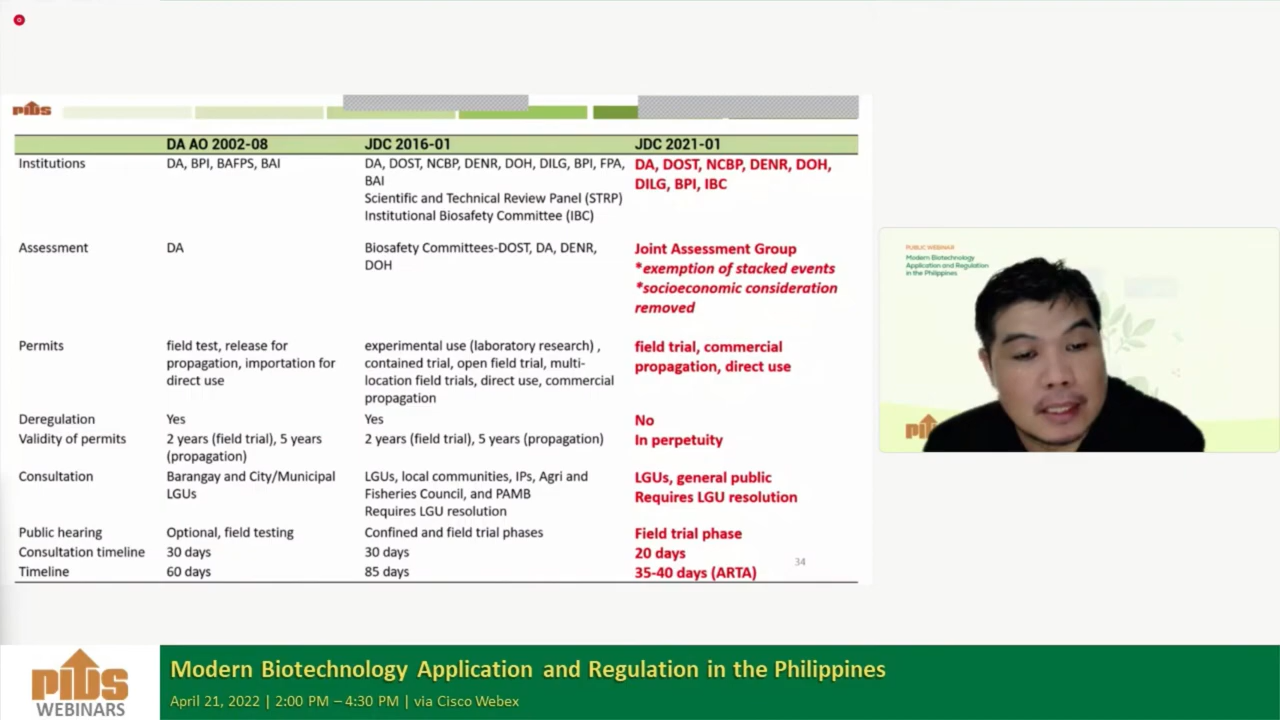 PIDS
DA AO 2002-08 JDC 2016-01 JDC 2021-01
Institutions DA, BPI, BAFPS, BAI DA, DOST, NCBP, DENR, DOH, DILG, BPI, FPA, DA, DOST, NCBP, DENR, DOH,
BAI DILG, BPI, IBC
Scientific and Technical Review Panel (STRP)
Institutional Biosafety Committee (IBC)
Assessment DA Biosafety Committees-DOST, DA, DENR, Joint Assessment Group
DOH *exemption of stacked events
*socioeconomic consideration
removed
Permits field test, release for experimental use (laboratory research) , field trial, commercial
propagation, importation for contained trial, open field trial, multi- propagation, direct use
direct use location field trials, direct use, commercial
propagation
Deregulation Yes Yes No
Validity of permits 2 years (field trial), 5 years 2 years (field trial), 5 years (propagation) In perpetuity
(propagation)
Consultation Barangay and City/Municipal LGUs, local communities, IPs, Agri and LGUs, general public
LGUs Fisheries Council, and PAMB Requires LGU resolution
Requires LGU resolution
Public hearing Optional, field testing Confined and field trial phases Field trial phase
Consultation timeline 30 days 30 days 20 days
Timeline 60 days 85 days 35-40 days (ARTA)
34
PUBLIC WEBINAR
Modern Biotechnology
Application and Regulation
in the Philippines
PIDS
WEBINARS
Modern Biotechnology Application and Regulation in the Philippines
April 21, 2022 | 2:00 PM – 4:30 PM | via Cisco Webex